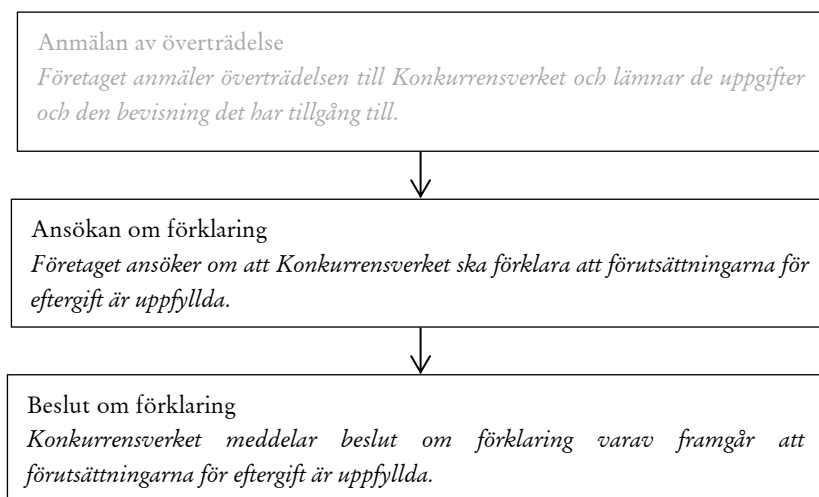 Anmälan av överträdelse
Företaget anmäler överträdelsen till Konkurrensverket och lämnar de uppgifter
och den bevisning det har tillgång till.
Ansökan om förklaring
Företaget ansöker om att Konkurrensverket ska förklara att förutsättningarna för
eftergift är uppfyllda.
Beslut om förklaring
Konkurrensverket meddelar beslut om förklaring varav framgår att
förutsättningarna för eftergift är uppfyllda.